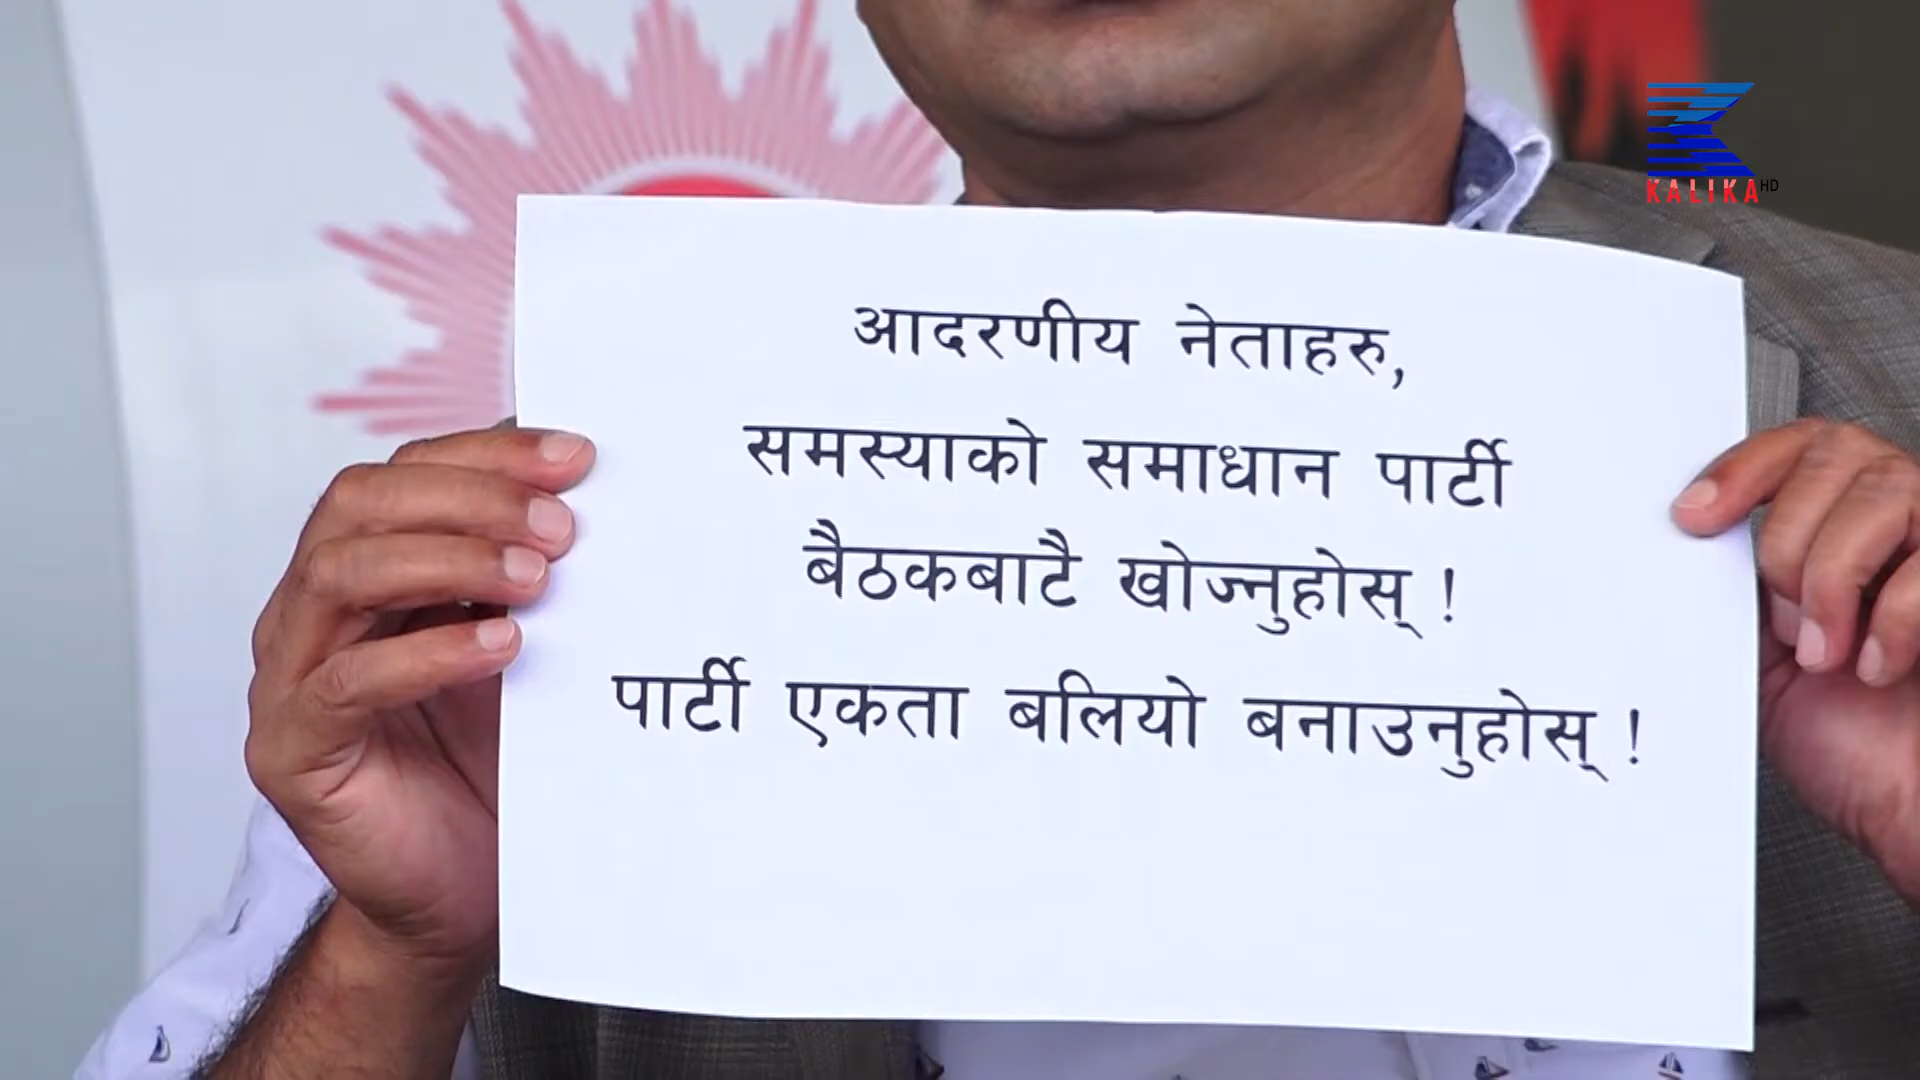 KALIKA HD
आदरणीय नेताहरु,
समस्याको समाधान पार्टी
बैठकबाटै खोज्नुहोस् !
पार्टी एकता बलियो बनाउनुहोस् !